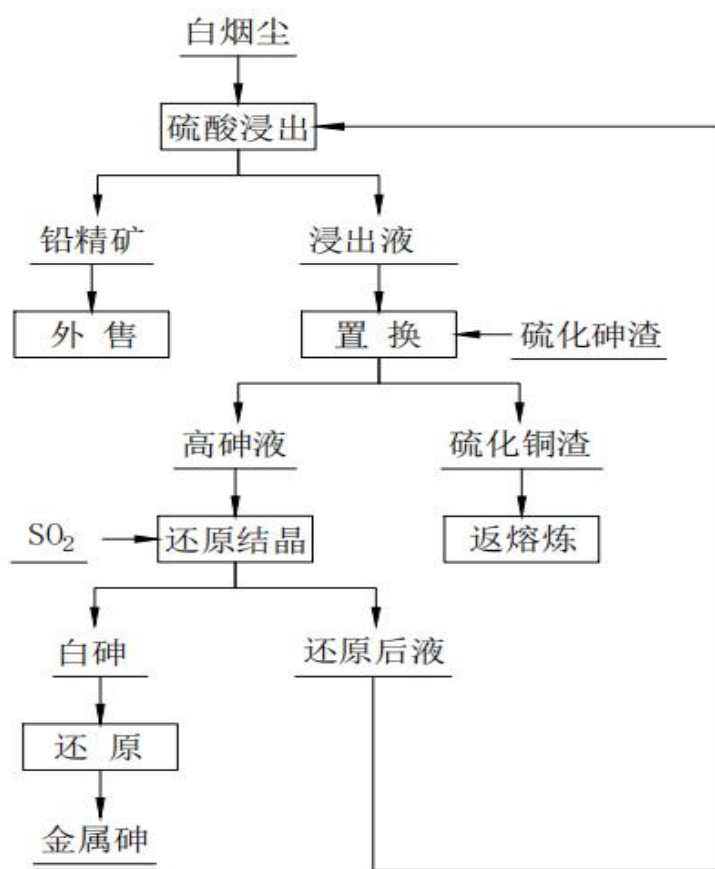 白烟尘
硫酸浸出
铅精矿
浸出液
外售
置换
硫化砷渣
高砷液
硫化铜渣
SO₂
还原结晶
返熔炼
白砷
还原后液
还原
金属砷